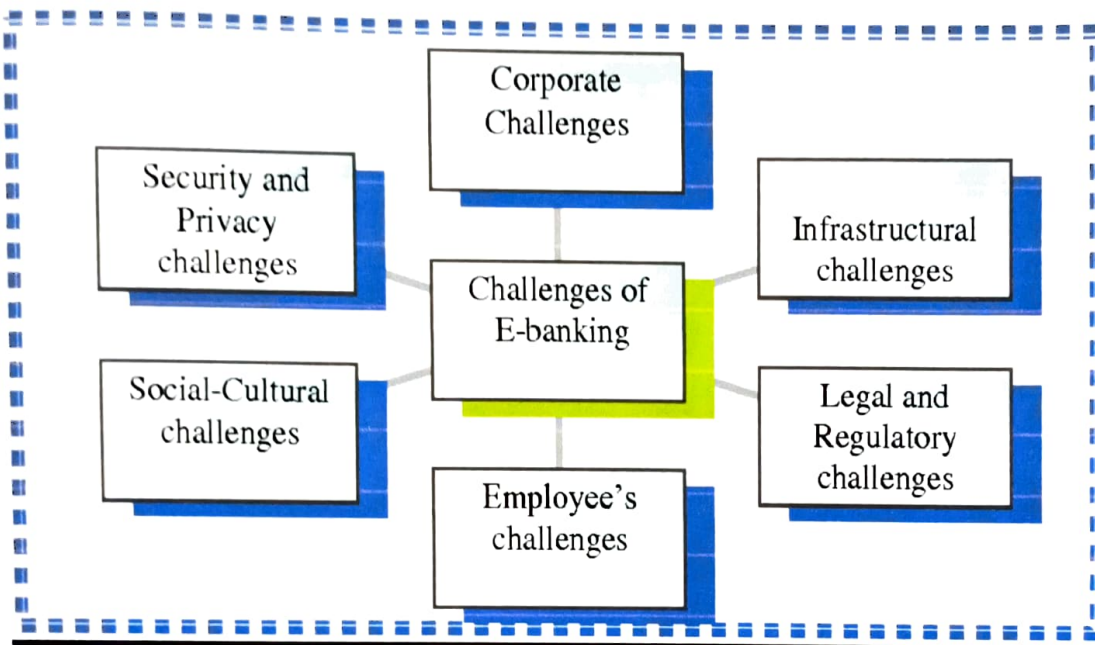 Corporate
Challenges
Security and
Privacy
challenges
Infrastructural
challenges
Challenges of
E-banking
Social-Cultural
challenges
Legal and
Regulatory
challenges
Employee's
challenges